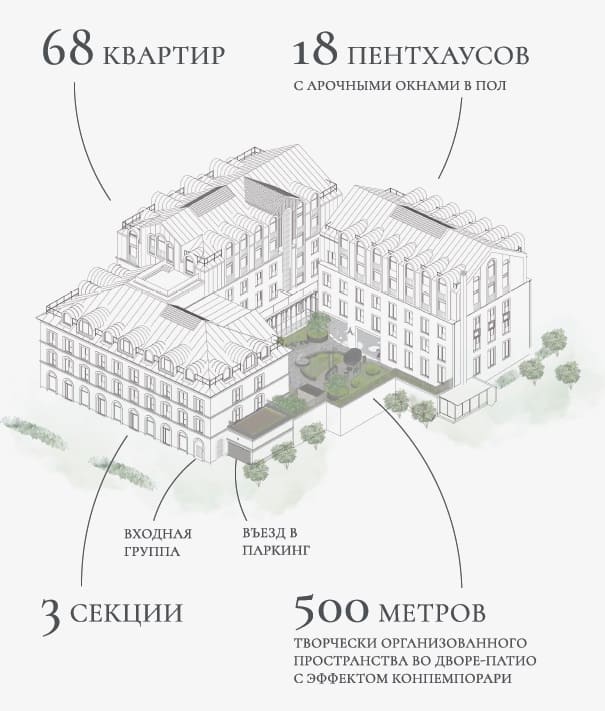 68 КВАРТИР
18 ПЕНТХАУСОВ
С АРОЧНЫМИ ОКНАМИ В ПОЛ
ВХОДНАЯ
ГРУППА
ВЪЕЗД В
ПАРКИНГ
3 СЕКЦИИ
500 МЕТРОВ
ТВОРЧЕСКИ ОРГАНИЗОВАННОГО
ПРОСТРАНСТВА ВО ДВОРЕ-ПАТИО
С ЭФФЕКТОМ КОНПЕМПОРАРИ